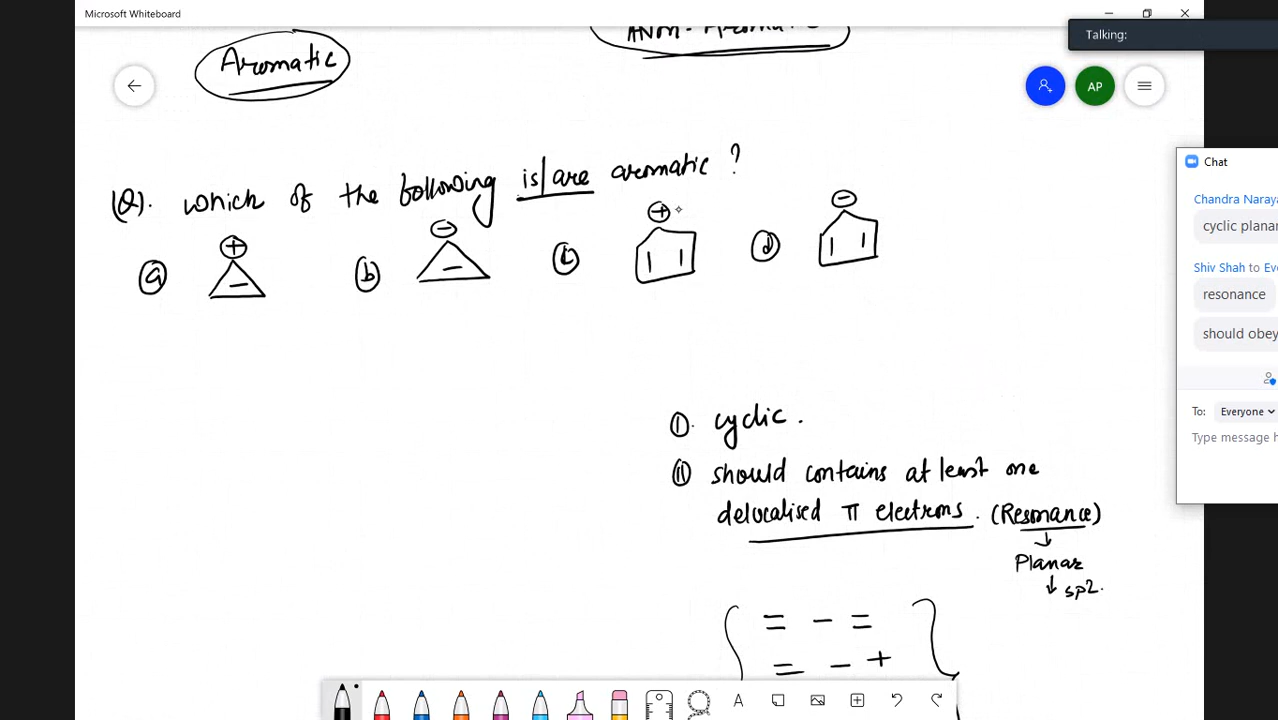 Microsoft Whiteboard
Talking:
Aromatic
AP
(Q). which of the following is/are aromatic ?
(a) + (b) − (c) + (d) −
Chat
Chandra Naraya
cyclic planar
Shiv Shah to Eve
resonance
should obey
To: Everyone
Type message h
(i). cyclic .
(ii) should contains at least one
delocalised π electrons . (Resonance)
↓
Planar
↓ sp2.
= − =
= − +
A